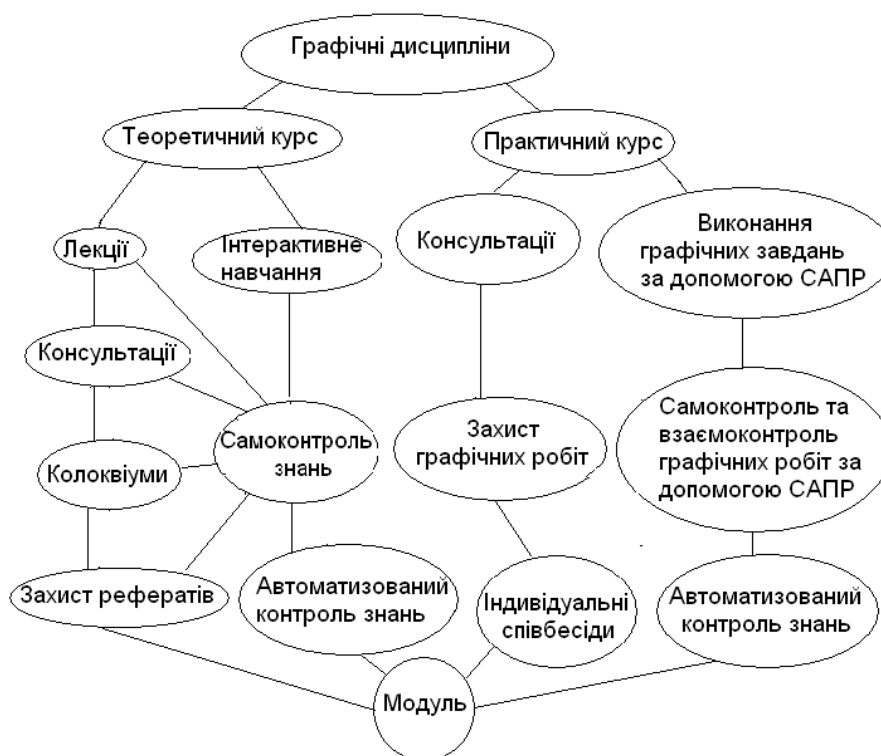 Графічні дисципліни
Теоретичний курс
Практичний курс
Лекції
Інтерактивне
навчання
Консультації
Виконання
графічних завдань
за допомогою САПР
Консультації
Самоконтроль
знань
Захист
графічних робіт
Самоконтроль та
взаємоконтроль
графічних робіт за
допомогою САПР
Колоквіуми
Захист рефератів
Автоматизований
контроль знань
Індивідуальні
співбесіди
Автоматизований
контроль знань
Модуль